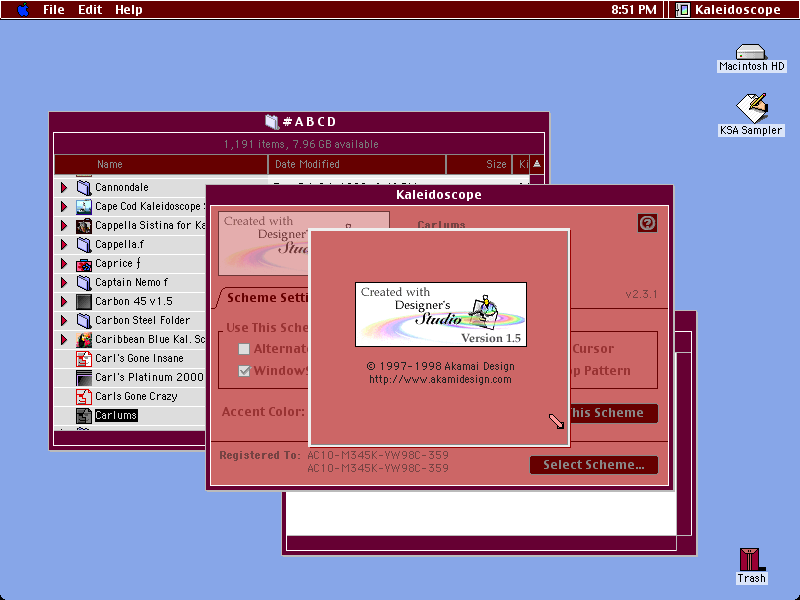 File Edit Help
8:51 PM
Kaleidoscope
Macintosh HD
KSA Sampler
#ABCD
1,191 items, 7.96 GB available
Name
Date Modified
Size
Ki
Cannondale
Cape Cod Kaleidoscope S
Cappella Sistina for Ka
Cappella.f
Caprice ƒ
Captain Nemo f
Carbon 45 v1.5
Carbon Steel Folder
Caribbean Blue Kal. Sc
Carl's Gone Insane
Carl's Platinum 2000
Carls Gone Crazy
Carlums
Kaleidoscope
Created with
Designer's
Stu
Carlums
v2.3.1
Scheme Setti
Use This Sche
Alternat
Windows
Cursor
op Pattern
Accent Color:
This Scheme
Registered To: AC10-M345K-YW98C-359
AC10-M345K-YW98C-359
Select Scheme...
Created with
Designer's
Studio
Version 1.5
© 1997-1998 Akamai Design
http://www.akamidesign.com
Trash